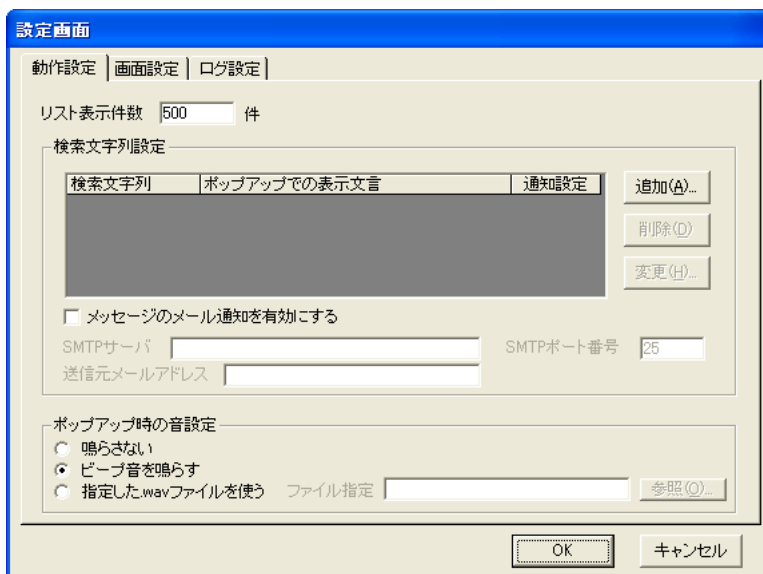 設定画面
動作設定 画面設定 ログ設定
リスト表示件数 500 件
検索文字列設定
検索文字列 ポップアップでの表示文言 通知設定
追加(A)...
削除(D)
変更(H)...
メッセージのメール通知を有効にする
SMTPサーバ SMTPポート番号 25
送信元メールアドレス
ポップアップ時の音設定
鳴らさない
ビープ音を鳴らす
指定した.wavファイルを使う ファイル指定 参照(O)...
OK キャンセル